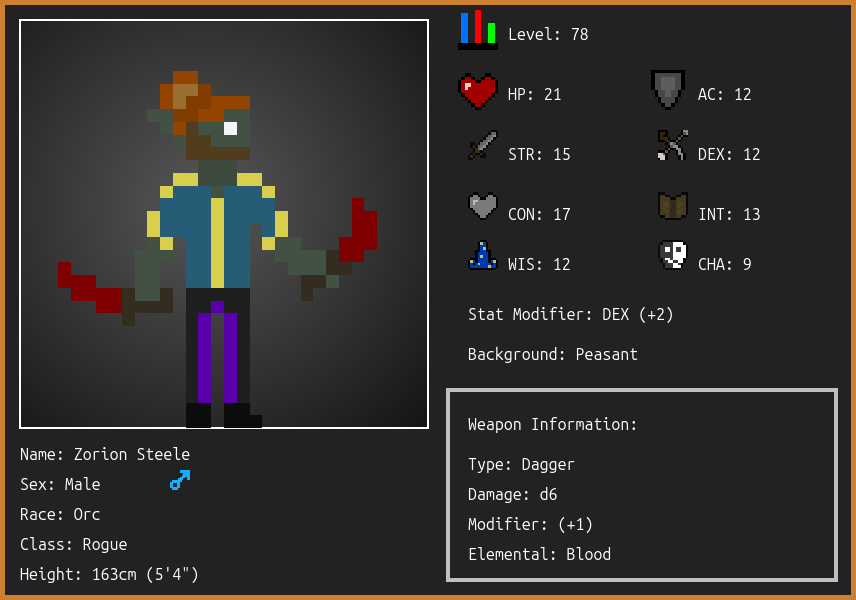 Level: 78
HP: 21
AC: 12
STR: 15
DEX: 12
CON: 17
INT: 13
WIS: 12
CHA: 9
Stat Modifier: DEX (+2)
Background: Peasant
Weapon Information:
Type: Dagger
Damage: d6
Modifier: (+1)
Elemental: Blood
Name: Zorion Steele
Sex: Male
Race: Orc
Class: Rogue
Height: 163cm (5'4")